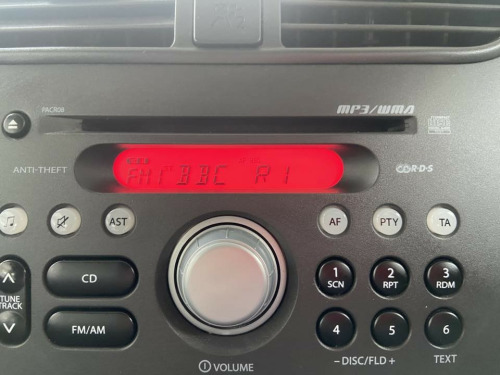 PACR08
MP3/WMA
ANTI-THEFT
FM1 BBC R1
R·D·S
AST
AF
PTY
TA
CD
1
SCN
2
RPT
3
RDM
TUNE
TRACK
FM/AM
4
5
6
– DISC/FLD +
TEXT
VOLUME